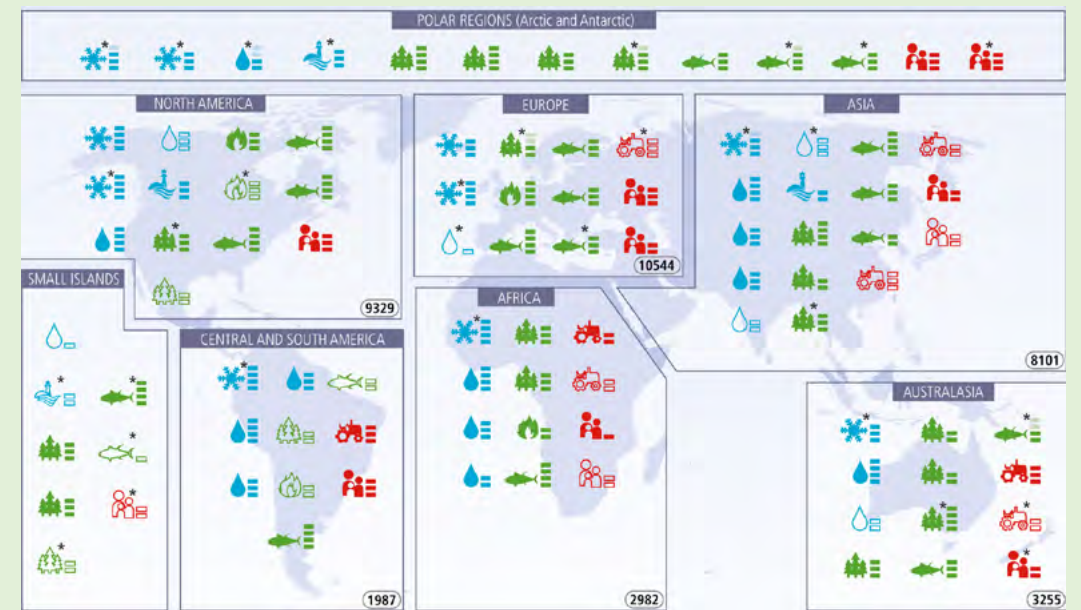 POLAR REGIONS (Arctic and Antarctic)
NORTH AMERICA
EUROPE
ASIA
10544
SMALL ISLANDS
9329
AFRICA
CENTRAL AND SOUTH AMERICA
8101
AUSTRALASIA
1987
2982
3255